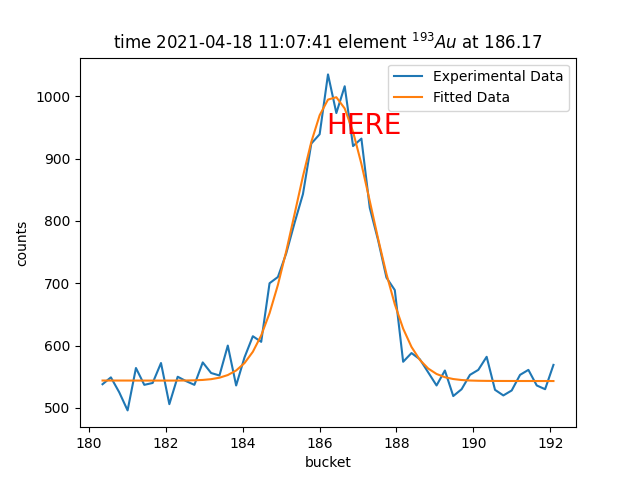 time 2021-04-18 11:07:41 element ¹⁹³Au at 186.17
Experimental Data
Fitted Data
HERE
counts
1000
900
800
700
600
500
180 182 184 186 188 190 192
bucket